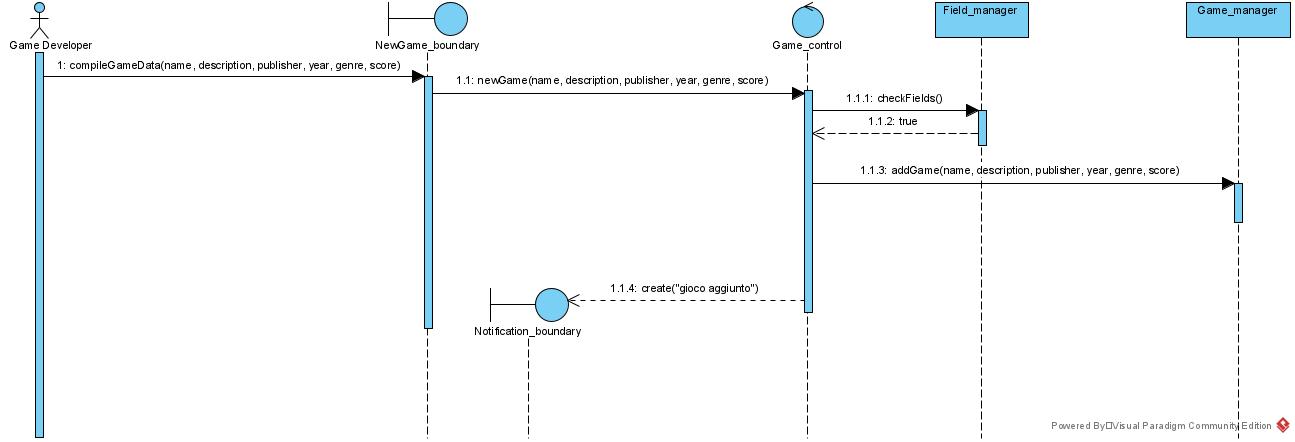 Field_manager
Game_manager
Game Developer
NewGame_boundary
Game_control
1: compileGameData(name, description, publisher, year, genre, score)
1.1: newGame(name, description, publisher, year, genre, score)
1.1.1: checkFields()
1.1.2: true
1.1.3: addGame(name, description, publisher, year, genre, score)
1.1.4: create("gioco aggiunto")
Notification_boundary
Powered By Visual Paradigm Community Edition